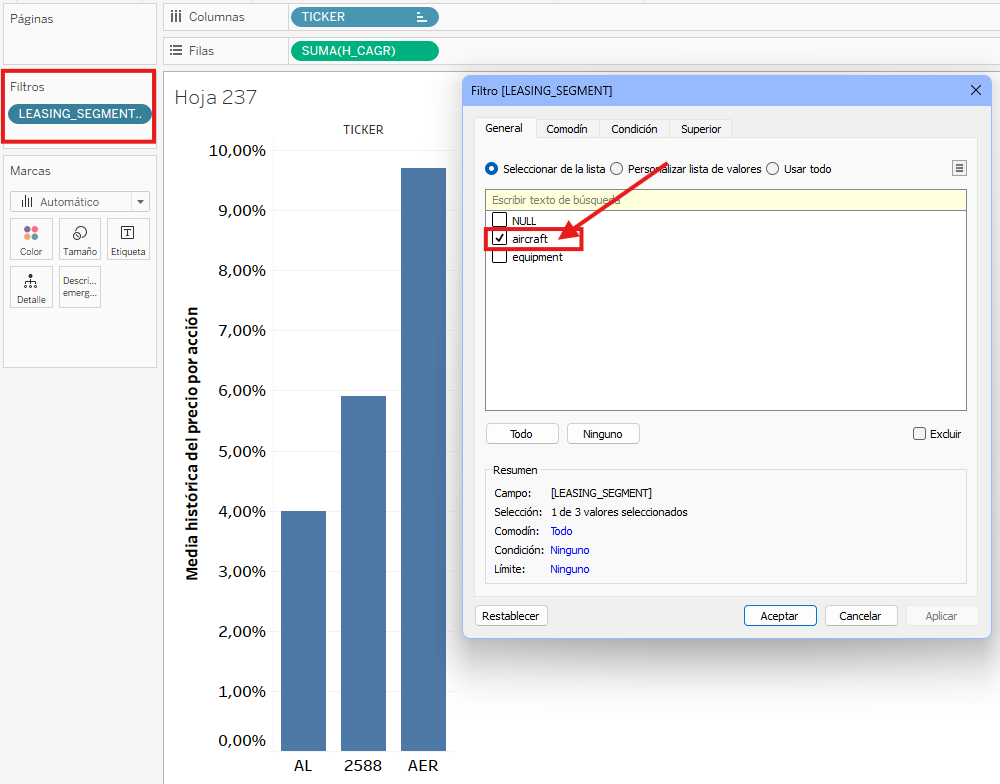 Páginas
Columnas
TICKER
Filas
SUMA(H_CAGR)
Filtros
LEASING_SEGMENT..
Marcas
Automático
Color
Tamaño
Etiqueta
Detalle
Descri...
emerg...
Hoja 237
TICKER
Media histórica del precio por acción
10,00%
9,00%
8,00%
7,00%
6,00%
5,00%
4,00%
3,00%
2,00%
1,00%
0,00%
AL
2588
AER
Filtro [LEASING_SEGMENT]
General
Comodín
Condición
Superior
Seleccionar de la lista
Personalizar lista de valores
Usar todo
Escribir texto de búsqueda
NULL
aircraft
equipment
Todo
Ninguno
Excluir
Resumen
Campo: [LEASING_SEGMENT]
Selección: 1 de 3 valores seleccionados
Comodín: Todo
Condición: Ninguno
Límite: Ninguno
Restablecer
Aceptar
Cancelar
Aplicar